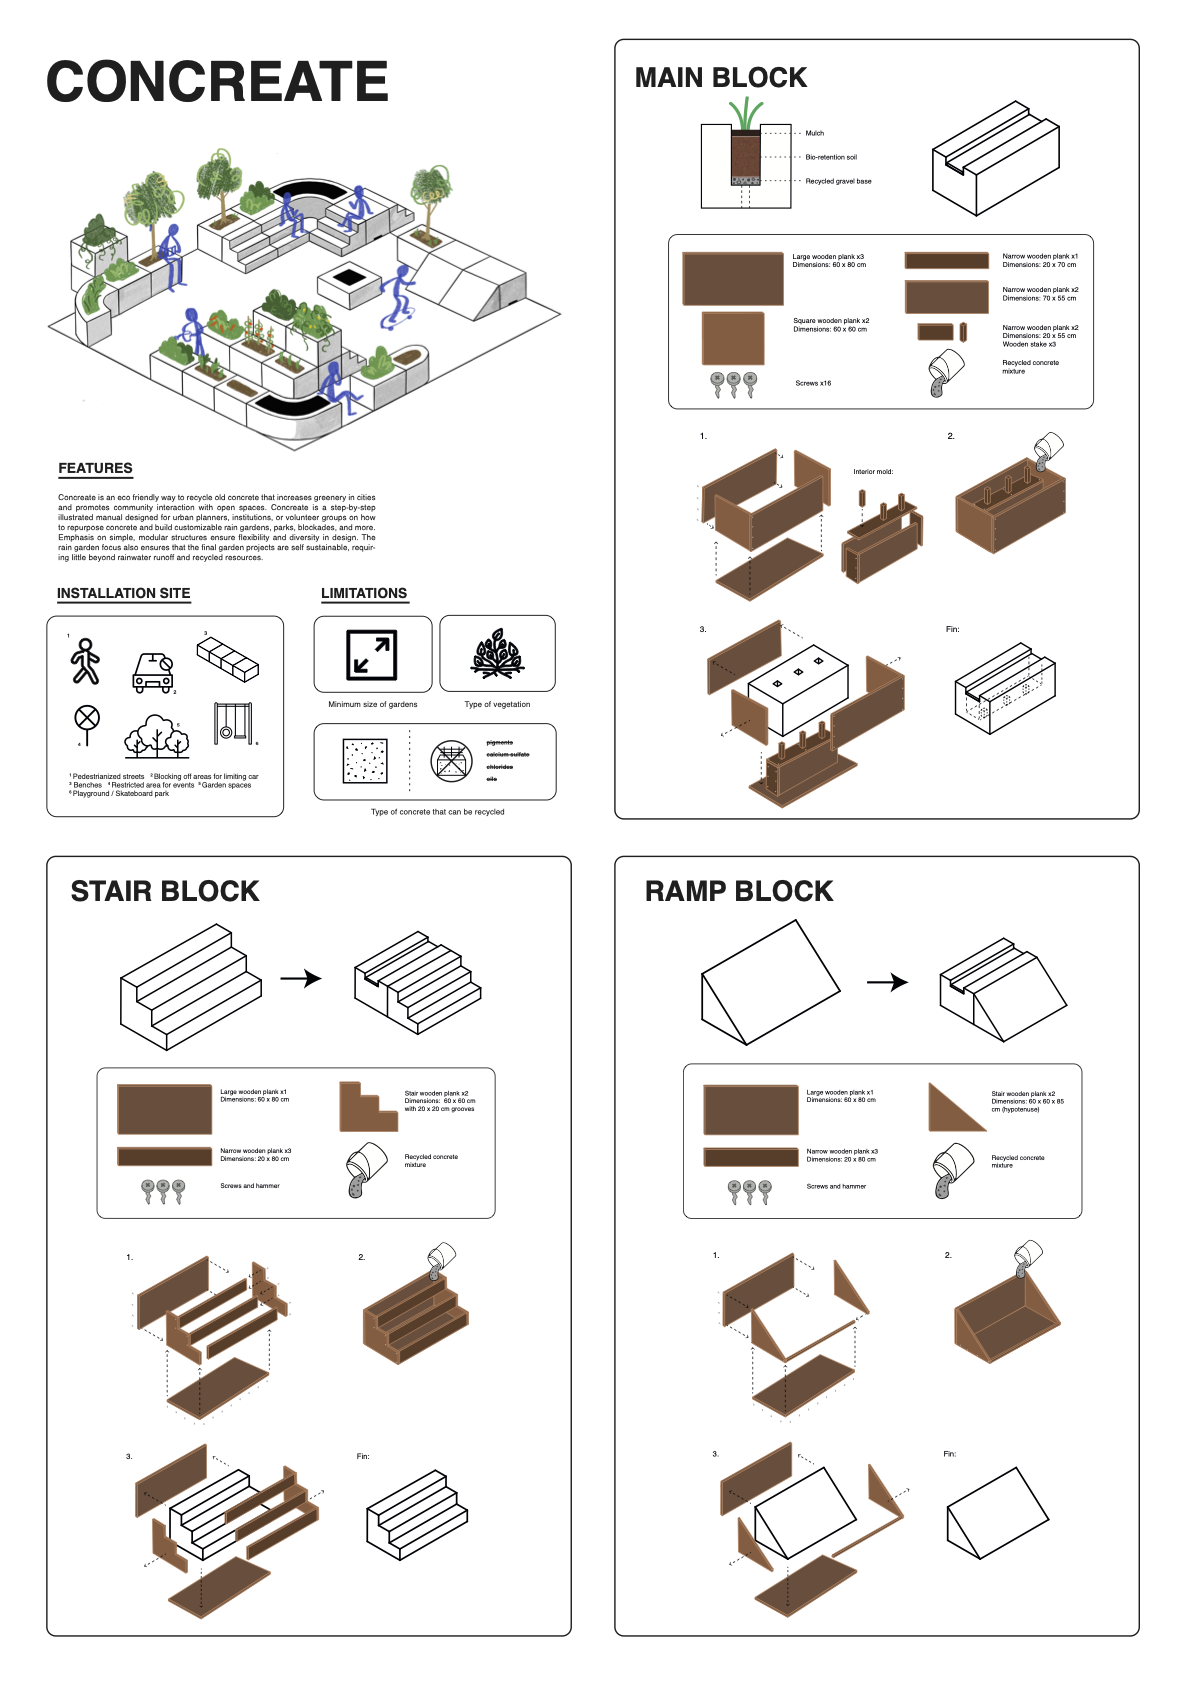 CONCREATE
FEATURES
Concreate is an eco friendly way to recycle old concrete that increases greenery in cities
and promotes community interaction with open spaces. Concreate is a step-by-step
illustrated manual designed for urban planners, institutions, or volunteer groups on how
to repurpose concrete and build customizable rain gardens, parks, blockades, and more.
Emphasis on simple, modular structures ensure flexibility and diversity in design. The
rain garden focus also ensures that the final garden projects are self sustainable, requir-
ing little beyond rainwater runoff and recycled resources.
INSTALLATION SITE
1
2
3
4
5
6
1 Pedestrianized streets 2 Blocking off areas for limiting car
3 Benches 4 Restricted area for events 5 Garden spaces
6 Playground / Skateboard park
LIMITATIONS
Minimum size of gardens
Type of vegetation
pigments
calcium sulfate
chlorides
oils
Type of concrete that can be recycled
MAIN BLOCK
Mulch
Bio-retention soil
Recycled gravel base
Large wooden plank x3
Dimensions: 60 x 80 cm
Square wooden plank x2
Dimensions: 60 x 60 cm
Screws x16
Narrow wooden plank x1
Dimensions: 20 x 70 cm
Narrow wooden plank x2
Dimensions: 70 x 55 cm
Narrow wooden plank x2
Dimensions: 20 x 55 cm
Wooden stake x3
Recycled concrete
mixture
1.
Interior mold:
2.
3.
Fin:
STAIR BLOCK
Large wooden plank x1
Dimensions: 60 x 80 cm
Narrow wooden plank x3
Dimensions: 20 x 80 cm
Screws and hammer
Stair wooden plank x2
Dimensions: 60 x 60 cm
with 20 x 20 cm grooves
Recycled concrete
mixture
1.
2.
3.
Fin:
RAMP BLOCK
Large wooden plank x1
Dimensions: 60 x 80 cm
Narrow wooden plank x3
Dimensions: 20 x 80 cm
Screws and hammer
Stair wooden plank x2
Dimensions: 60 x 60 x 85
cm (hypotenuse)
Recycled concrete
mixture
1.
2.
3.
Fin: